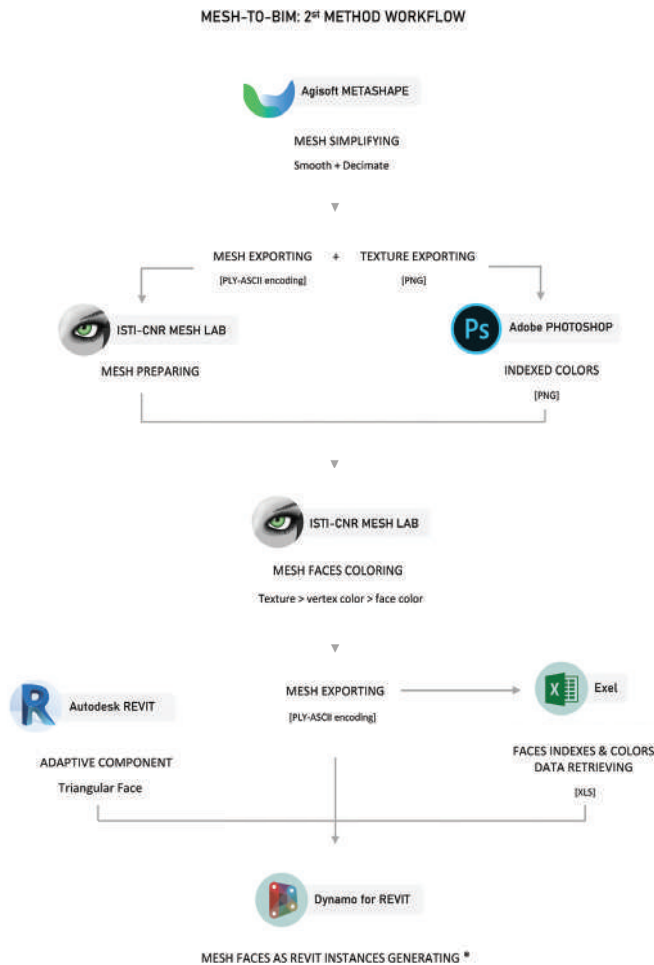 MESH-TO-BIM: 2st METHOD WORKFLOW
Agisoft METASHAPE
MESH SIMPLIFYING
Smooth + Decimate
MESH EXPORTING + TEXTURE EXPORTING
[PLY-ASCII encoding] [PNG]
ISTI-CNR MESH LAB
Ps Adobe PHOTOSHOP
MESH PREPARING
INDEXED COLORS
[PNG]
ISTI-CNR MESH LAB
MESH FACES COLORING
Texture > vertex color > face color
R Autodesk REVIT
MESH EXPORTING
[PLY-ASCII encoding]
X Exel
ADAPTIVE COMPONENT
Triangular Face
FACES INDEXES & COLORS
DATA RETRIEVING
[XLS]
Dynamo for REVIT
MESH FACES AS REVIT INSTANCES GENERATING *